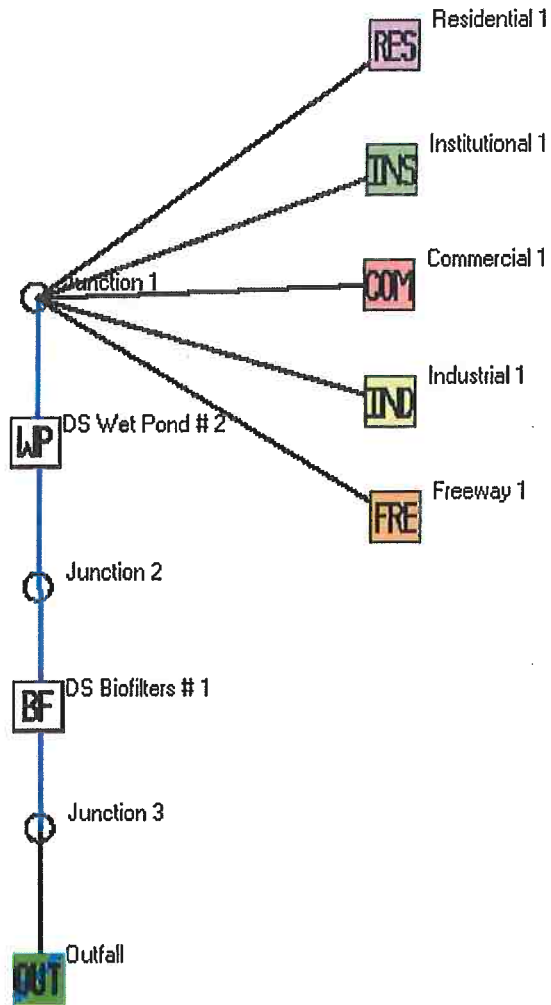 Residential 1
RES
Institutional 1
INS
Commercial 1
COM
Junction 1
Industrial 1
IND
DS Wet Pond # 2
WP
Freeway 1
FRE
Junction 2
DS Biofilters # 1
BF
Junction 3
Outfall
OUT